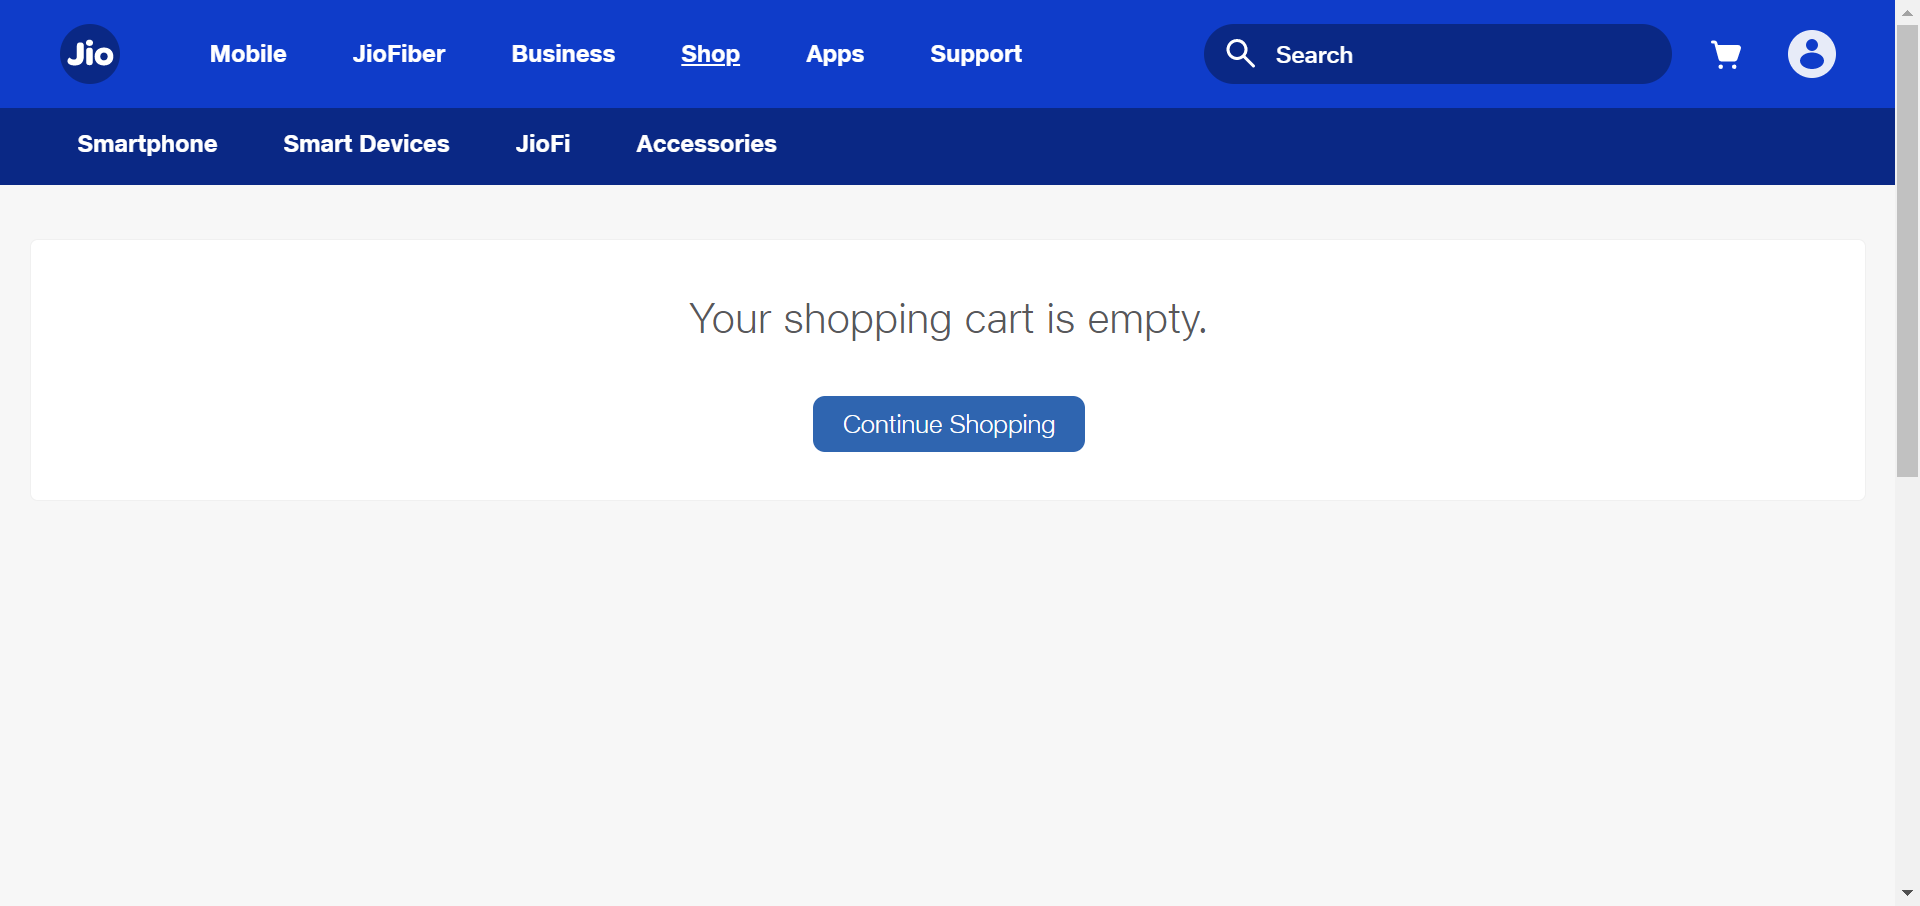 Jio
Mobile JioFiber Business Shop Apps Support Search
Smartphone Smart Devices JioFi Accessories
Your shopping cart is empty.
Continue Shopping